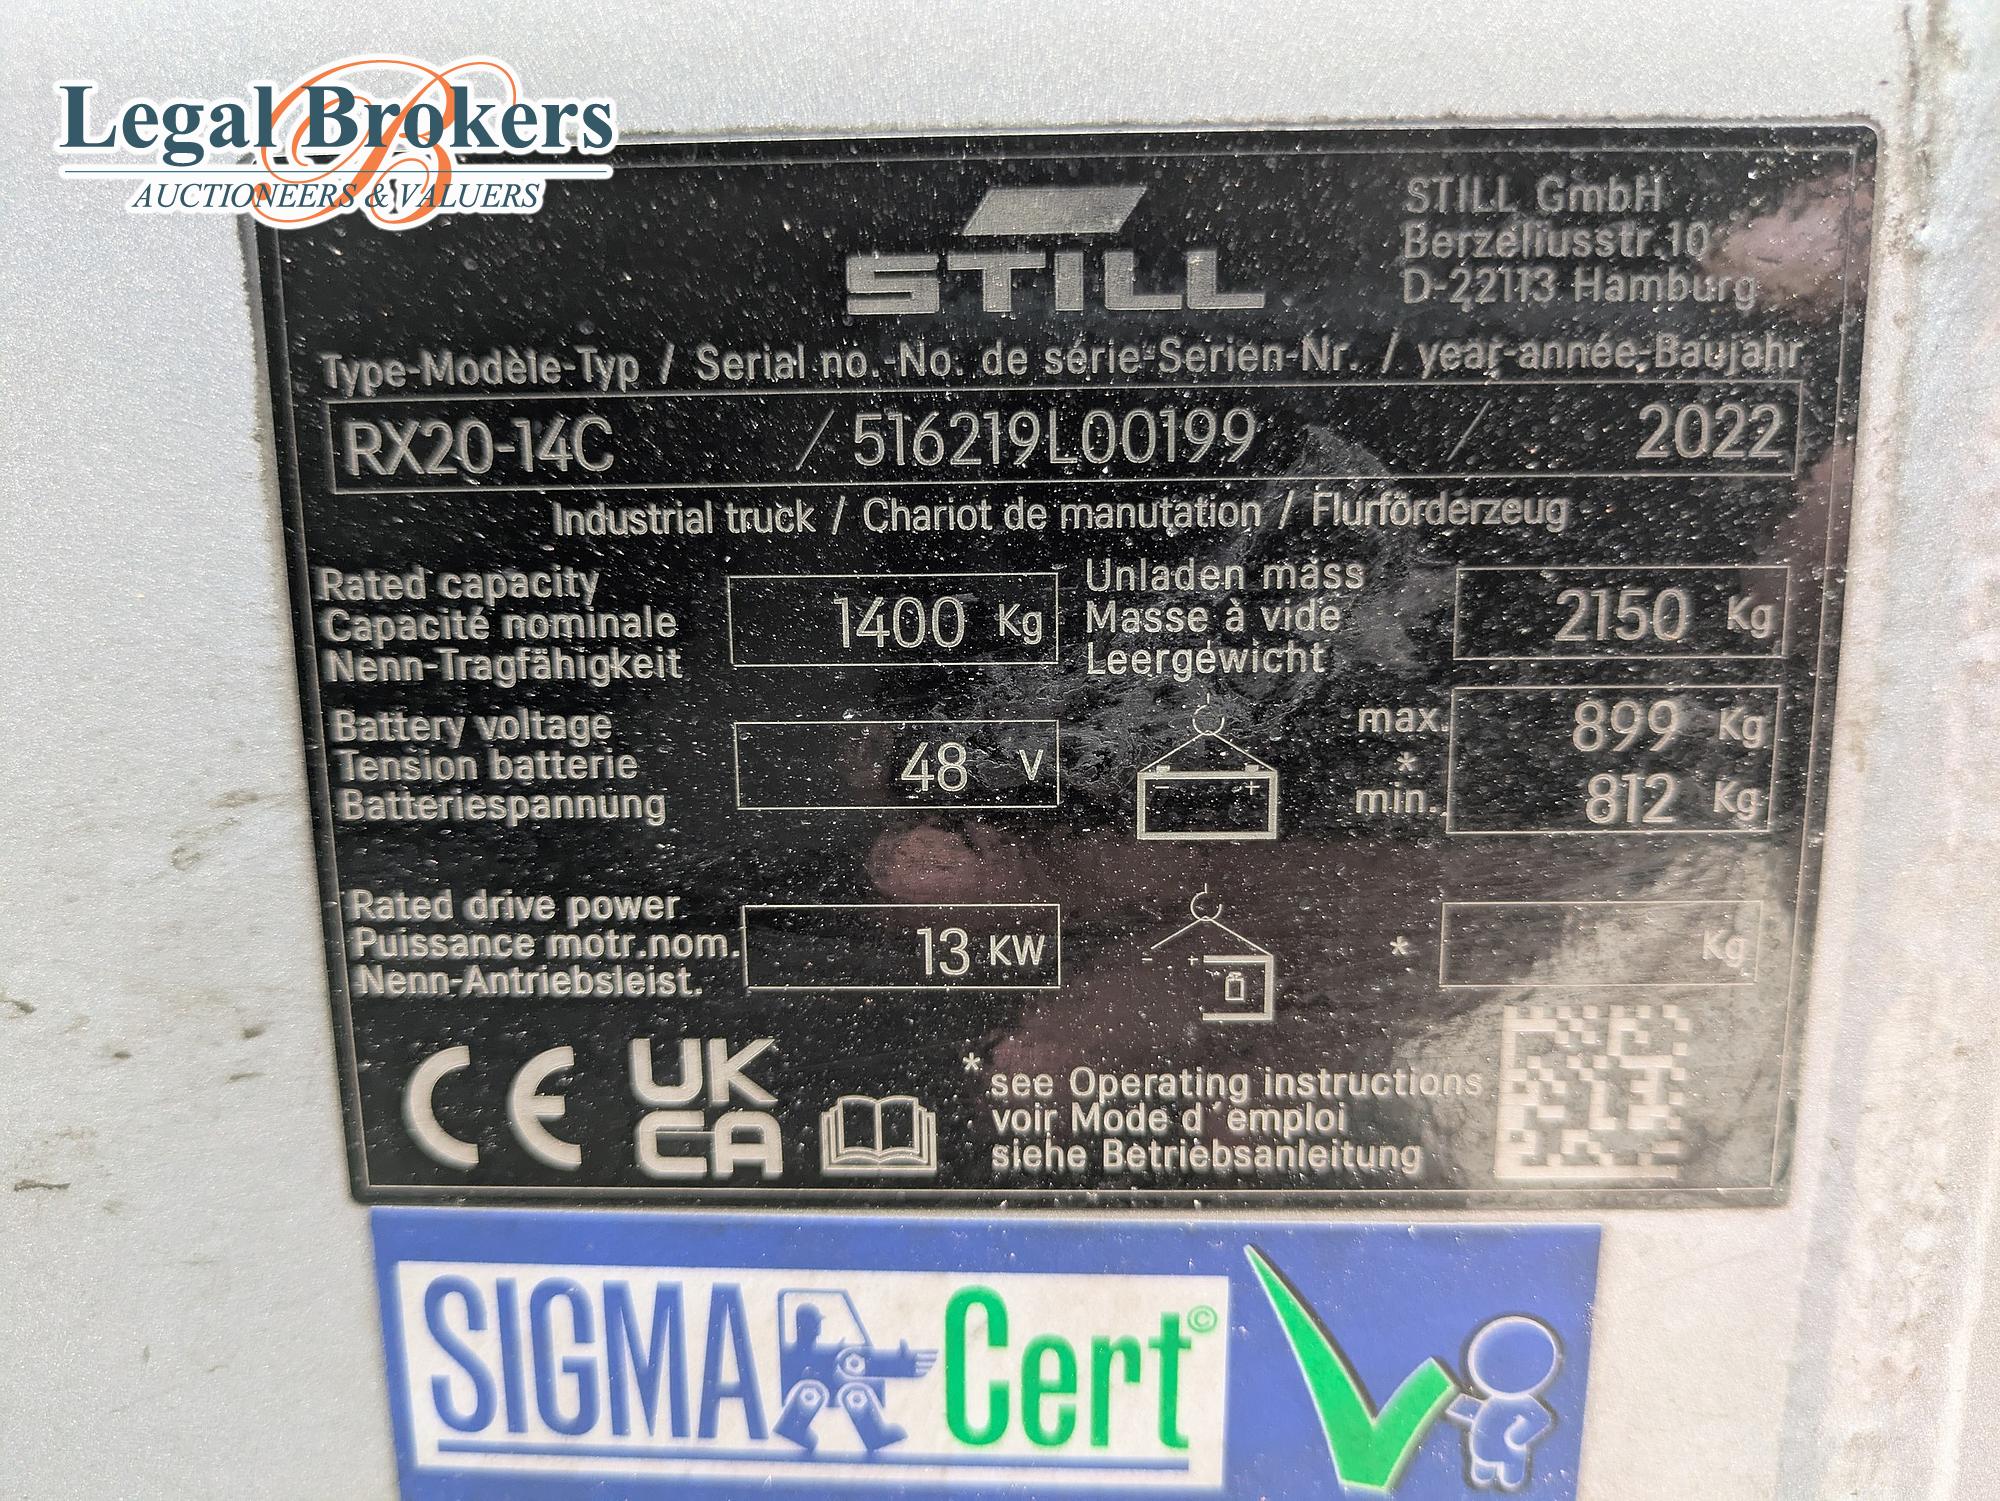 Legal Brokers
AUCTIONEERS & VALUERS
STILL
STILL GmbH
Berzeliusstr.10
D-22113 Hamburg
Type-Modèle-Typ / Serial no.-No. de série-Serien-Nr. / year-année-Baujahr
RX20-14C / 516219L00199 / 2022
Industrial truck / Chariot de manutation / Flurförderzeug
Rated capacity
Capacité nominale
Nenn-Tragfähigkeit
1400 Kg
Unladen mass
Masse à vide
Leergewicht
2150 Kg
Battery voltage
Tension batterie
Batteriespannung
48 V
max. 899 Kg
*
min. 812 Kg
- +
Rated drive power
Puissance motr.nom.
Nenn-Antriebsleist.
13 KW
- +
* Kg
CE
UK
CA
* see Operating instructions
voir Mode d'emploi
siehe Betriebsanleitung
SIGMA Cert©